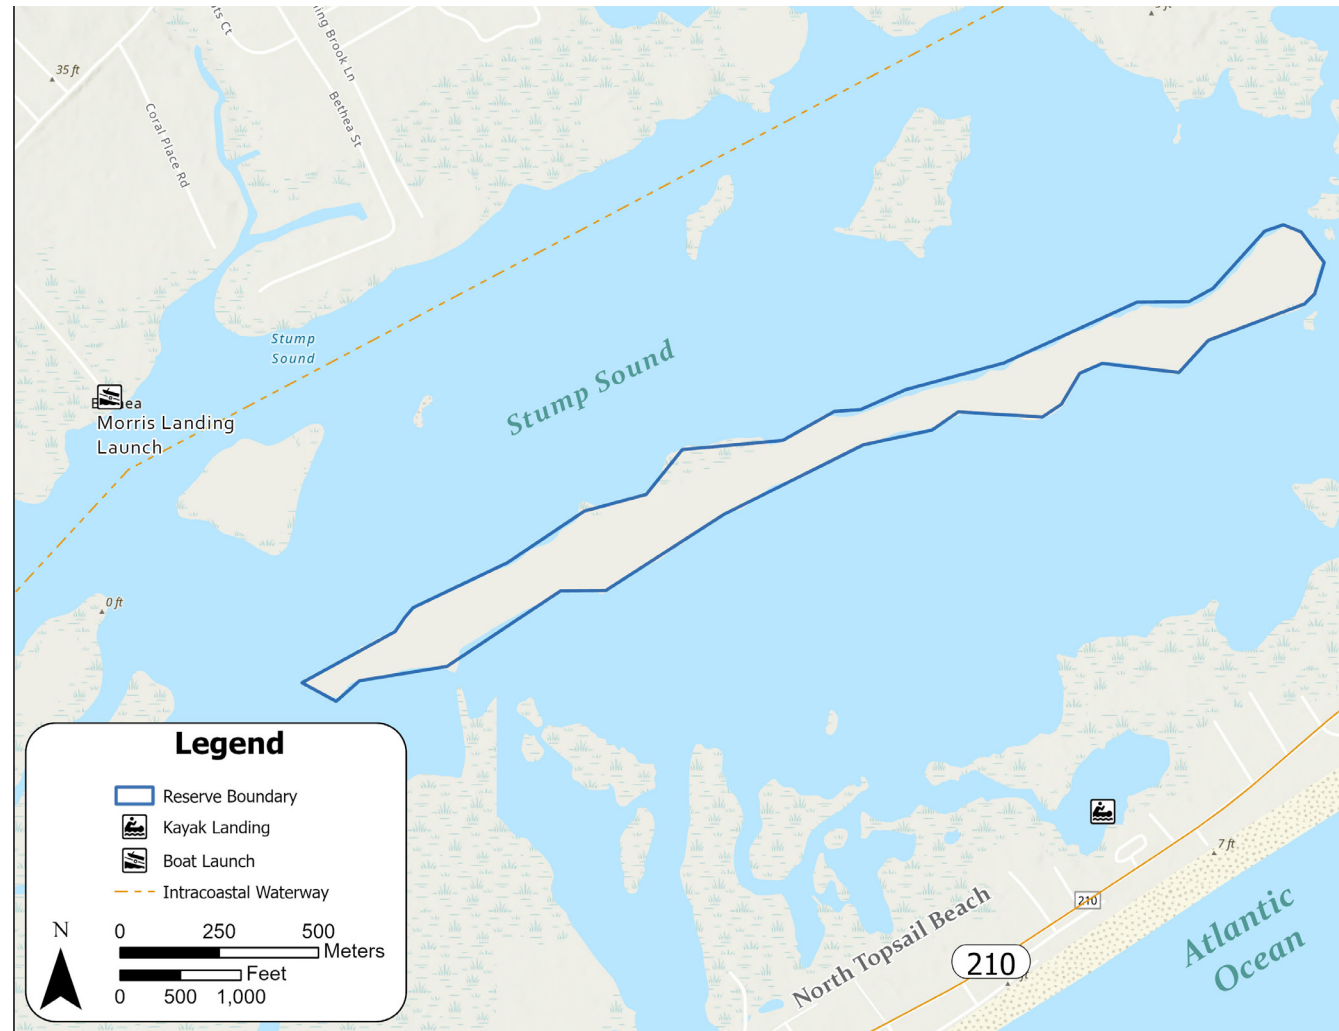 35 ft
Coral Place Rd
Bethea St
Stump
Sound
Stump Sound
Morris Landing
Launch
0 ft
Legend
Reserve Boundary
Kayak Landing
Boat Launch
Intracoastal Waterway
N
0 250 500
Meters
Feet
0 500 1,000
7 ft
210
North Topsail Beach
210
Atlantic
Ocean